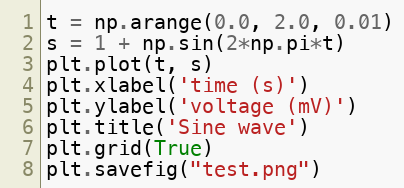 1 t = np.arange(0.0, 2.0, 0.01)
2 s = 1 + np.sin(2*np.pi*t)
3 plt.plot(t, s)
4 plt.xlabel('time (s)')
5 plt.ylabel('voltage (mV)')
6 plt.title('Sine wave')
7 plt.grid(True)
8 plt.savefig("test.png")